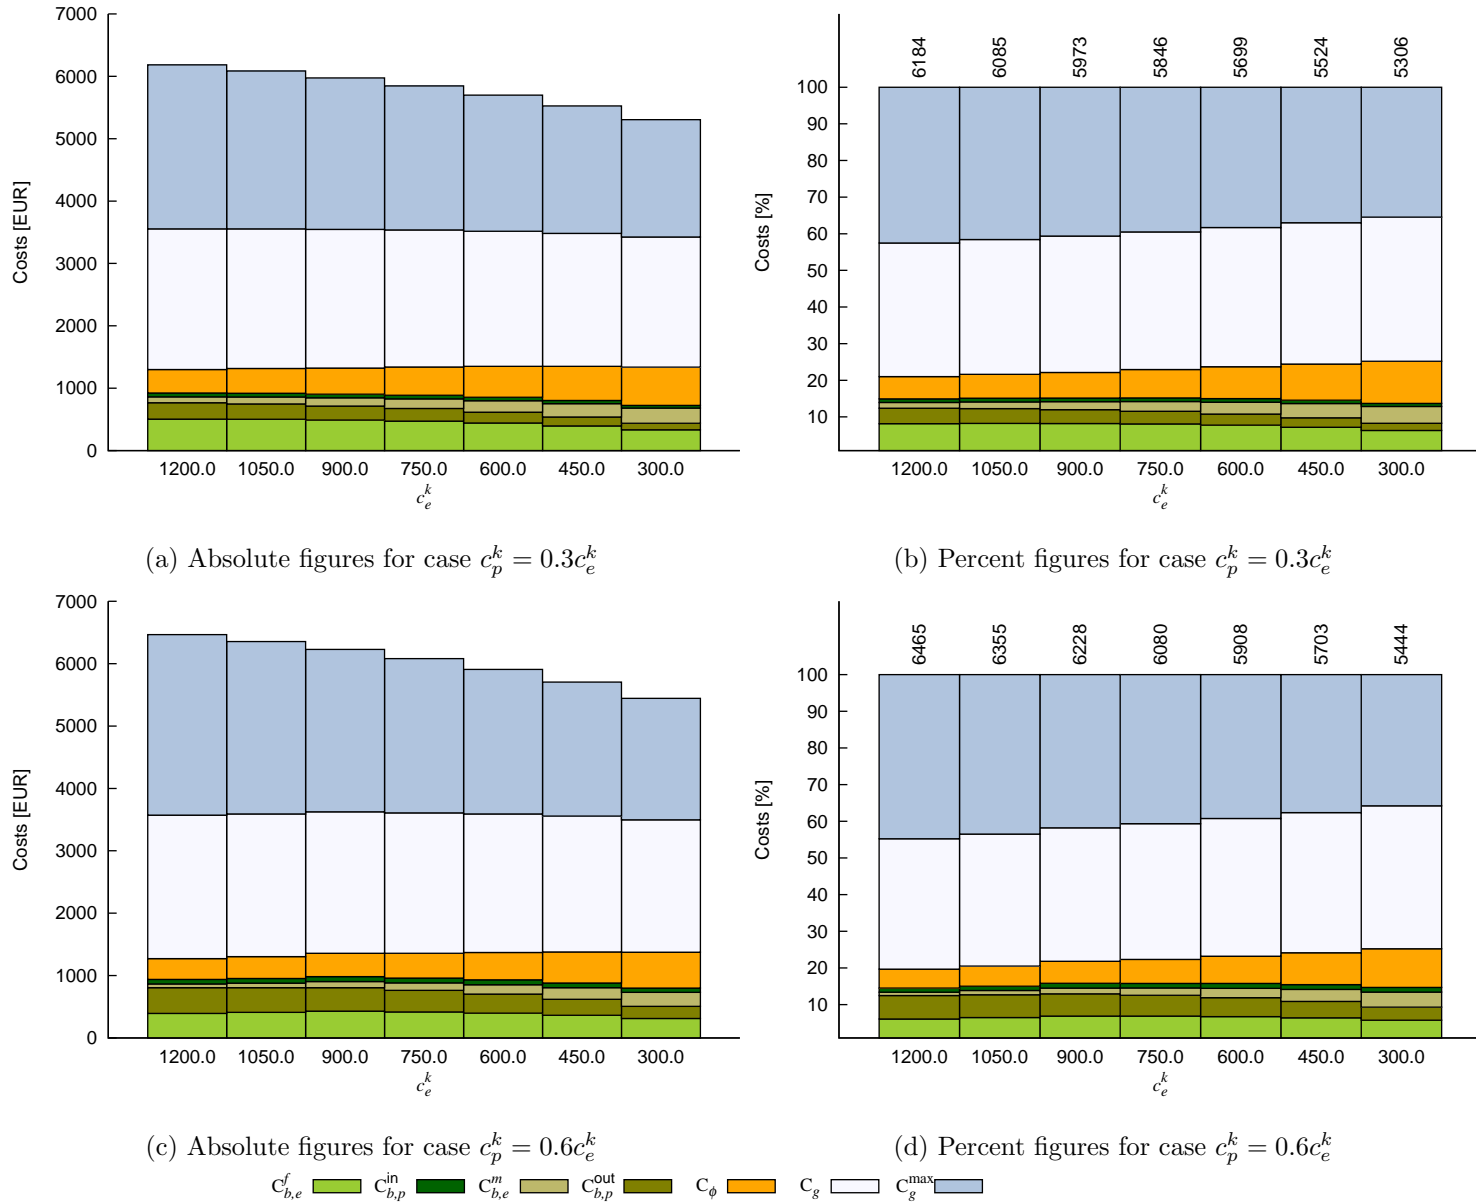 7000
6000
5000
4000
3000
2000
1000
0
Costs [EUR]
1200.0 1050.0 900.0 750.0 600.0 450.0 300.0
c_e^k
(a) Absolute figures for case c_p^k = 0.3c_e^k
6184 6085 5973 5846 5699 5524 5306
100
90
80
70
60
50
40
30
20
10
Costs [%]
1200.0 1050.0 900.0 750.0 600.0 450.0 300.0
c_e^k
(b) Percent figures for case c_p^k = 0.3c_e^k
7000
6000
5000
4000
3000
2000
1000
0
Costs [EUR]
1200.0 1050.0 900.0 750.0 600.0 450.0 300.0
c_e^k
(c) Absolute figures for case c_p^k = 0.6c_e^k
6465 6355 6228 6080 5908 5703 5444
100
90
80
70
60
50
40
30
20
10
Costs [%]
1200.0 1050.0 900.0 750.0 600.0 450.0 300.0
c_e^k
(d) Percent figures for case c_p^k = 0.6c_e^k
C_{b,e}^f C_{b,p}^{in} C_{b,e}^m C_{b,p}^{out} C_ϕ C_g C_g^{max}